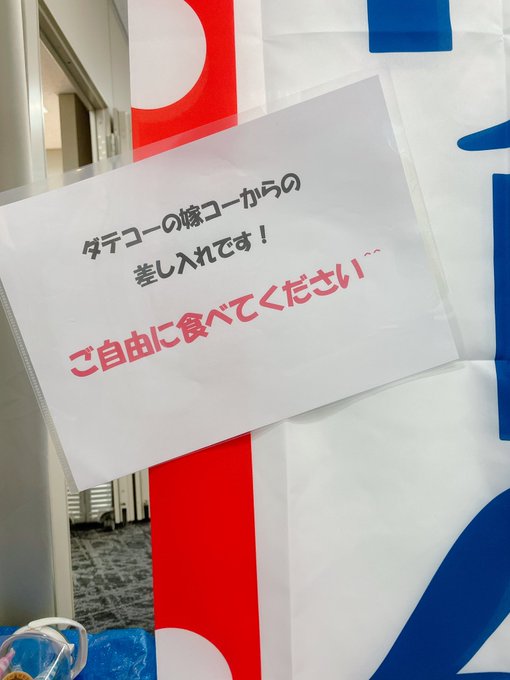 ダテコーの嫁コーからの
差し入れです！
ご自由に食べてください^^